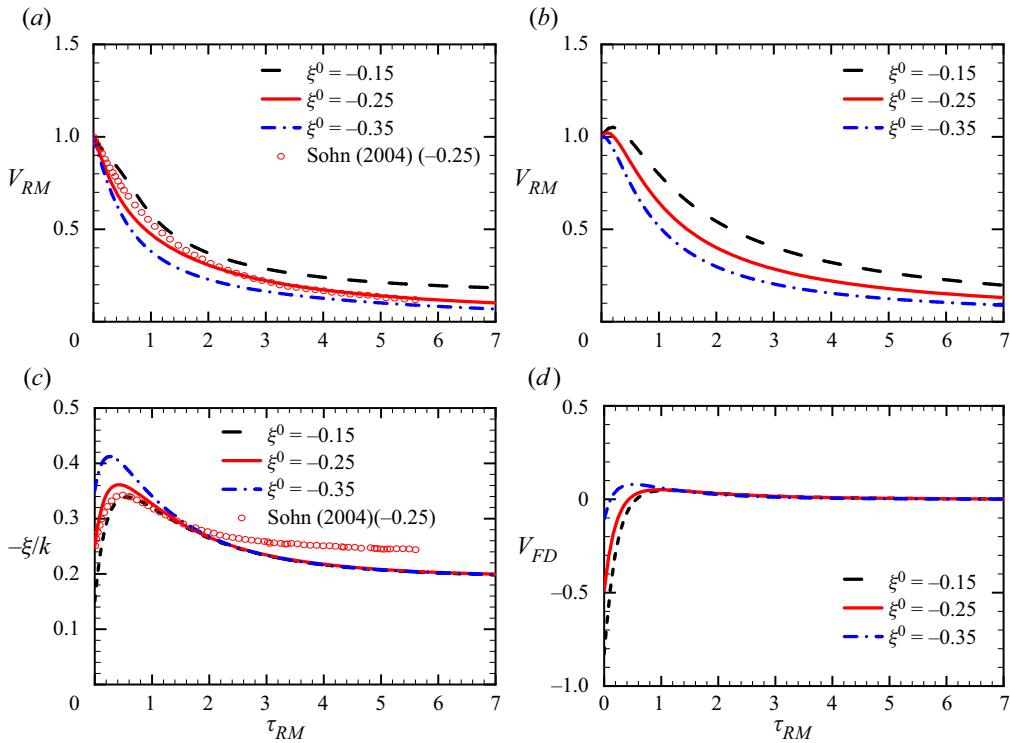 (a)
1.5
1.0
0.5
V_RM
0 1 2 3 4 5 6 7
ξ⁰ = –0.15
ξ⁰ = –0.25
ξ⁰ = –0.35
Sohn (2004) (–0.25)
(b)
1.5
1.0
0.5
V_RM
0 1 2 3 4 5 6 7
ξ⁰ = –0.15
ξ⁰ = –0.25
ξ⁰ = –0.35
(c)
0.5
0.4
0.3
0.2
0.1
–ξ/k
0 1 2 3 4 5 6 7
τ_RM
ξ⁰ = –0.15
ξ⁰ = –0.25
ξ⁰ = –0.35
Sohn (2004)(–0.25)
(d)
0.5
0
–0.5
–1.0
V_FD
0 1 2 3 4 5 6 7
τ_RM
ξ⁰ = –0.15
ξ⁰ = –0.25
ξ⁰ = –0.35